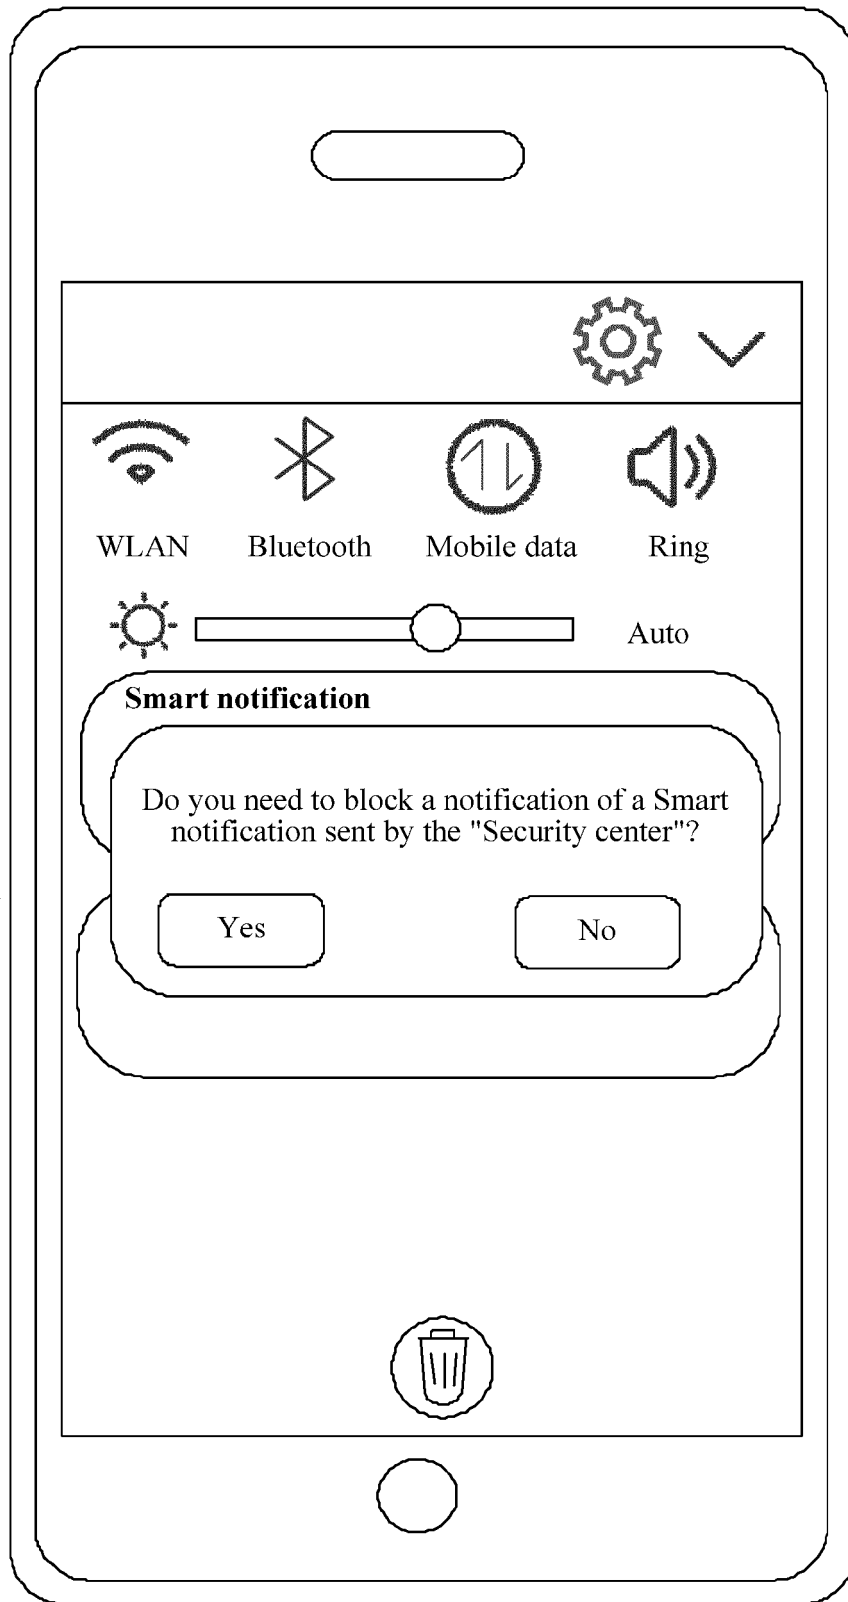 WLAN Bluetooth Mobile data Ring
Auto
Smart notification
Do you need to block a notification of a Smart
notification sent by the "Security center"?
Yes No